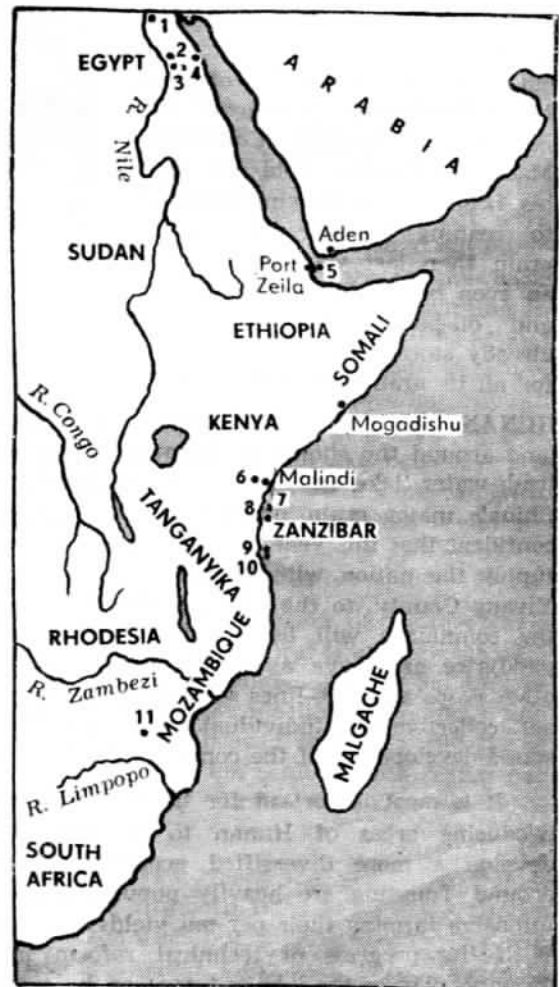 1
EGYPT
2
3
4
ARABIA
R. Nile
SUDAN
Aden
Port
Zeila
5
ETHIOPIA
SOMALI
R. Congo
KENYA
Mogadishu
6
Malindi
7
8
ZANZIBAR
TANGANYIKA
9
10
RHODESIA
MOZAMBIQUE
R. Zambezi
11
MALGACHE
R. Limpopo
SOUTH
AFRICA